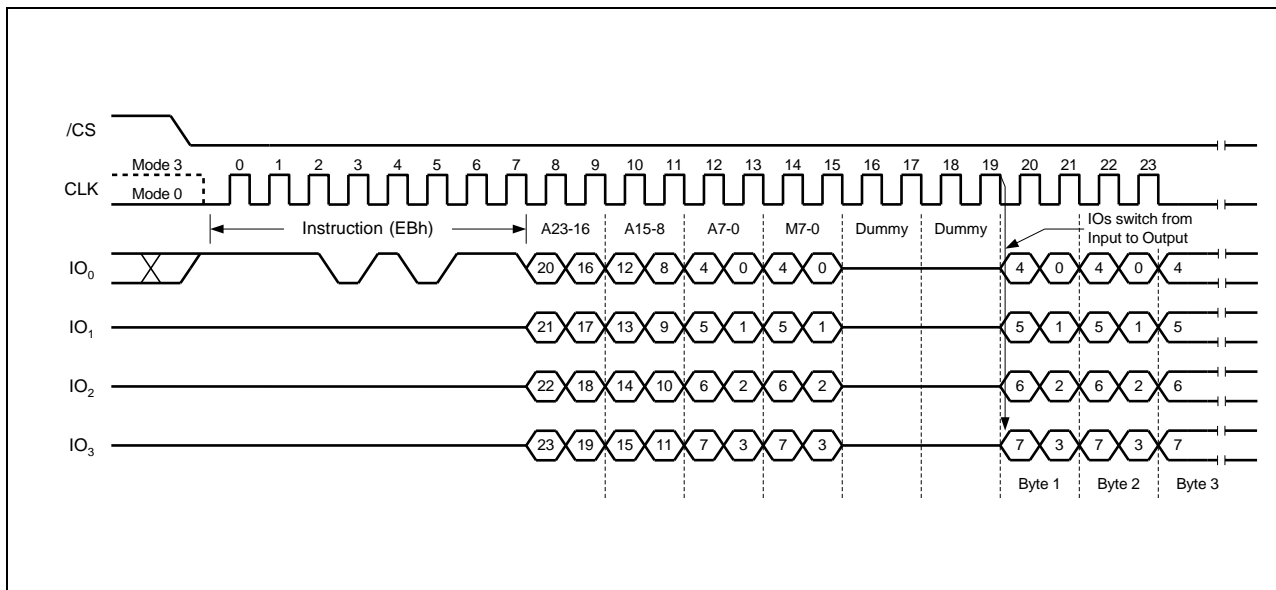 /CS
Mode 3
0 1 2 3 4 5 6 7 8 9 10 11 12 13 14 15 16 17 18 19 20 21 22 23
CLK
Mode 0
Instruction (EBh) A23-16 A15-8 A7-0 M7-0 Dummy Dummy
IOs switch from
Input to Output
IO0 20 16 12 8 4 0 4 0 4 0 4 0 4
IO1 21 17 13 9 5 1 5 1 5 1 5 1 5
IO2 22 18 14 10 6 2 6 2 6 2 6 2 6
IO3 23 19 15 11 7 3 7 3 7 3 7 3 7
Byte 1 Byte 2 Byte 3